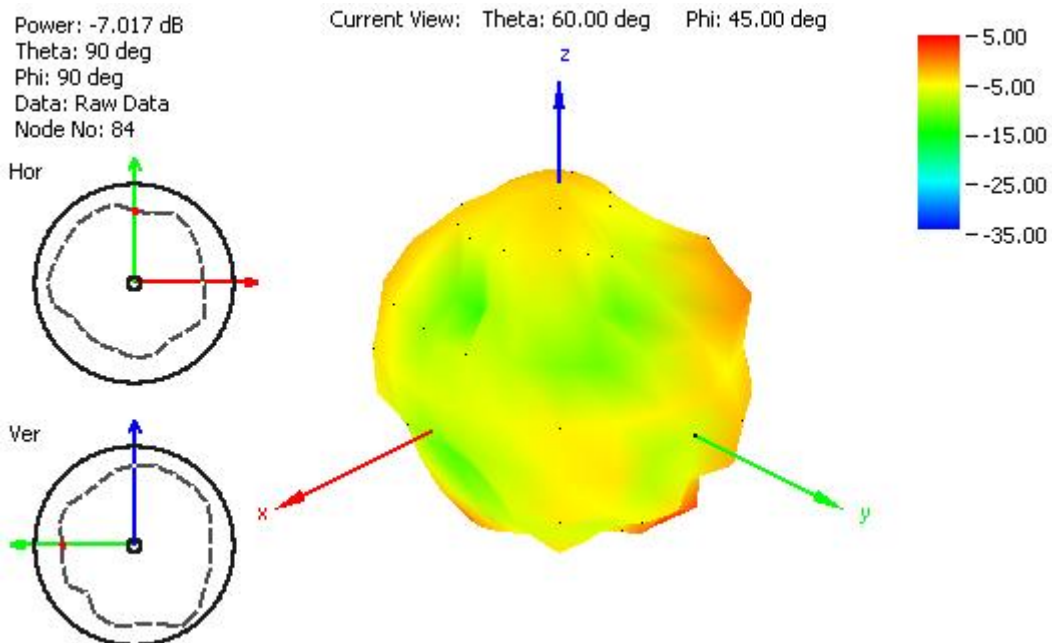 Power: -7.017 dB
Theta: 90 deg
Phi: 90 deg
Data: Raw Data
Node No: 84
Current View: Theta: 60.00 deg Phi: 45.00 deg
Hor
Ver
z
x
y
5.00
-5.00
-15.00
-25.00
-35.00